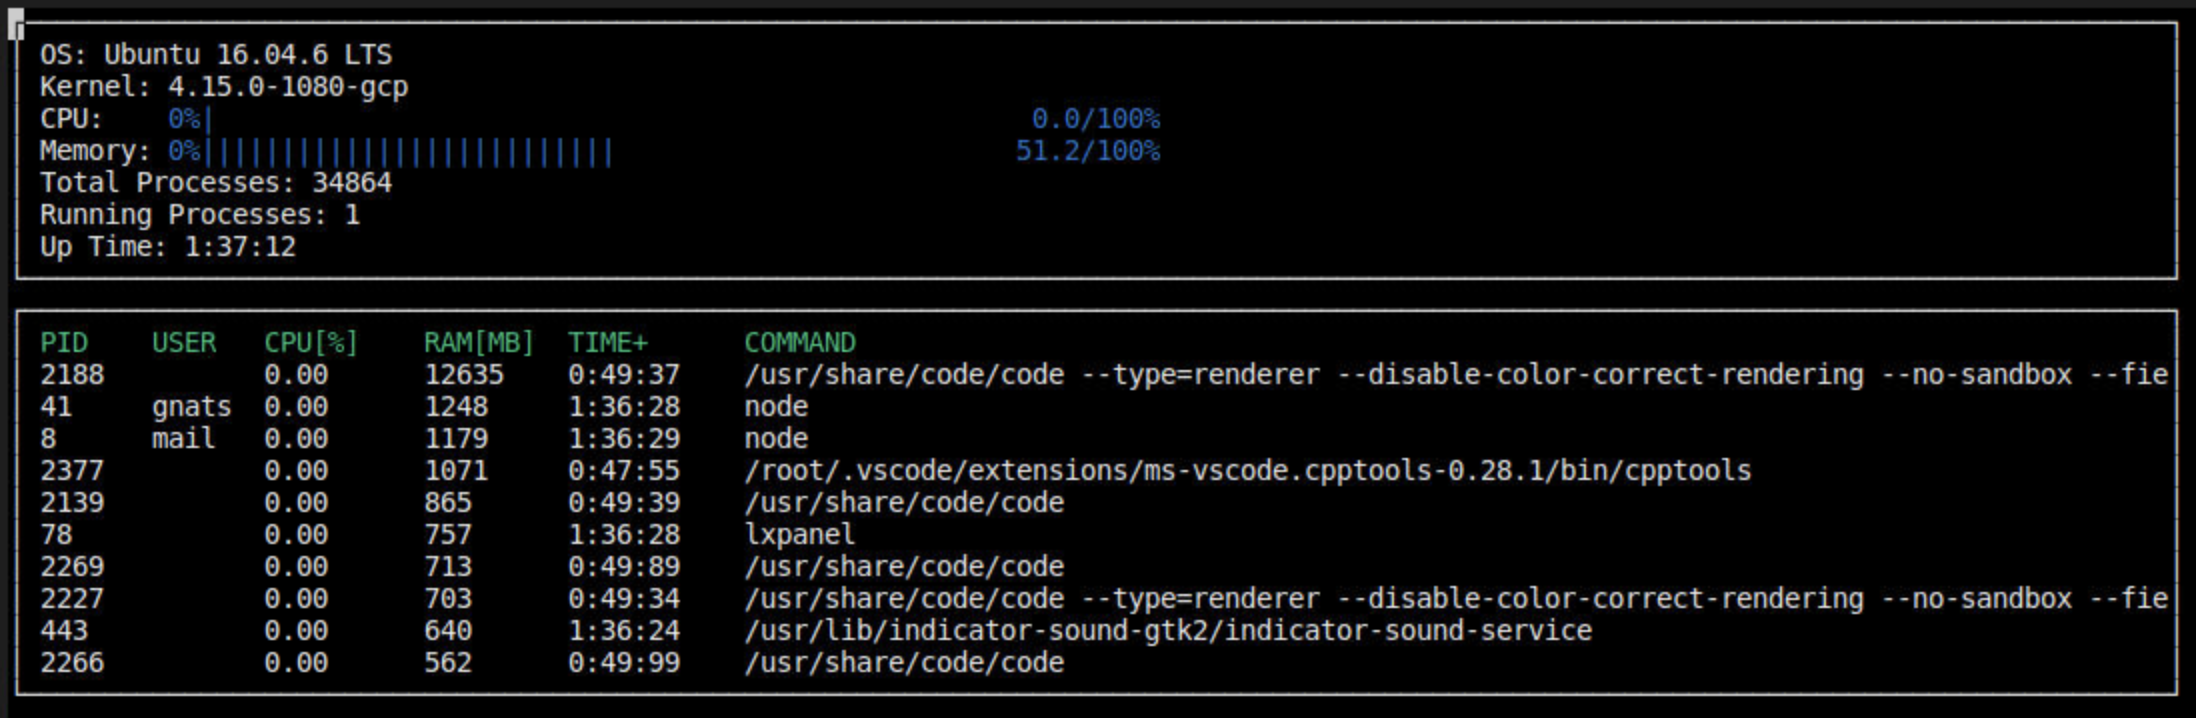 OS: Ubuntu 16.04.6 LTS
Kernel: 4.15.0-1080-gcp
CPU: 0%| 0.0/100%
Memory: 0%|||||||||||||||||||||||||| 51.2/100%
Total Processes: 34864
Running Processes: 1
Up Time: 1:37:12
PID USER CPU[%] RAM[MB] TIME+ COMMAND
2188 0.00 12635 0:49:37 /usr/share/code/code --type=renderer --disable-color-correct-rendering --no-sandbox --fie
41 gnats 0.00 1248 1:36:28 node
8 mail 0.00 1179 1:36:29 node
2377 0.00 1071 0:47:55 /root/.vscode/extensions/ms-vscode.cpptools-0.28.1/bin/cpptools
2139 0.00 865 0:49:39 /usr/share/code/code
78 0.00 757 1:36:28 lxpanel
2269 0.00 713 0:49:89 /usr/share/code/code
2227 0.00 703 0:49:34 /usr/share/code/code --type=renderer --disable-color-correct-rendering --no-sandbox --fie
443 0.00 640 1:36:24 /usr/lib/indicator-sound-gtk2/indicator-sound-service
2266 0.00 562 0:49:99 /usr/share/code/code